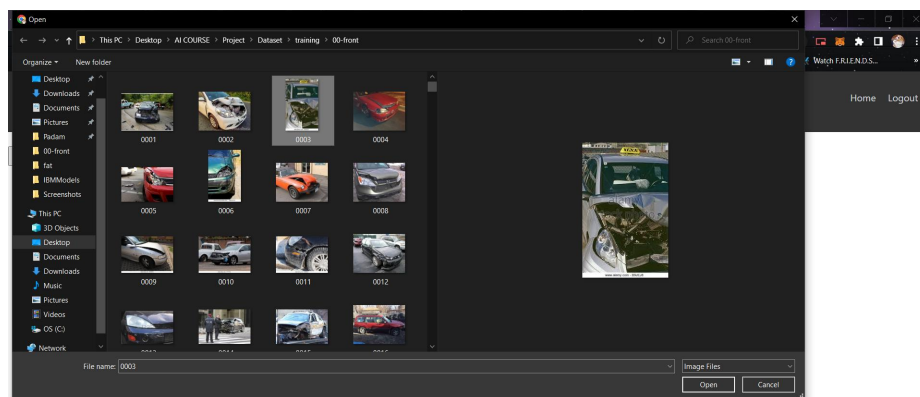 Open
This PC > Desktop > AI COURSE > Project > Dataset > training > 00-front
Search 00-front
Watch F.R.I.E.N.D.S...
Organize
New folder
Home Logout
Desktop
Downloads
Documents
Pictures
Padam
00-front
fat
IBMModels
Screenshots
This PC
3D Objects
Desktop
Documents
Downloads
Music
Pictures
Videos
OS (C:)
Network
0001 0002 0003 0004
0005 0006 0007 0008
0009 0010 0011 0012
File name: 0003
Image Files
Open Cancel